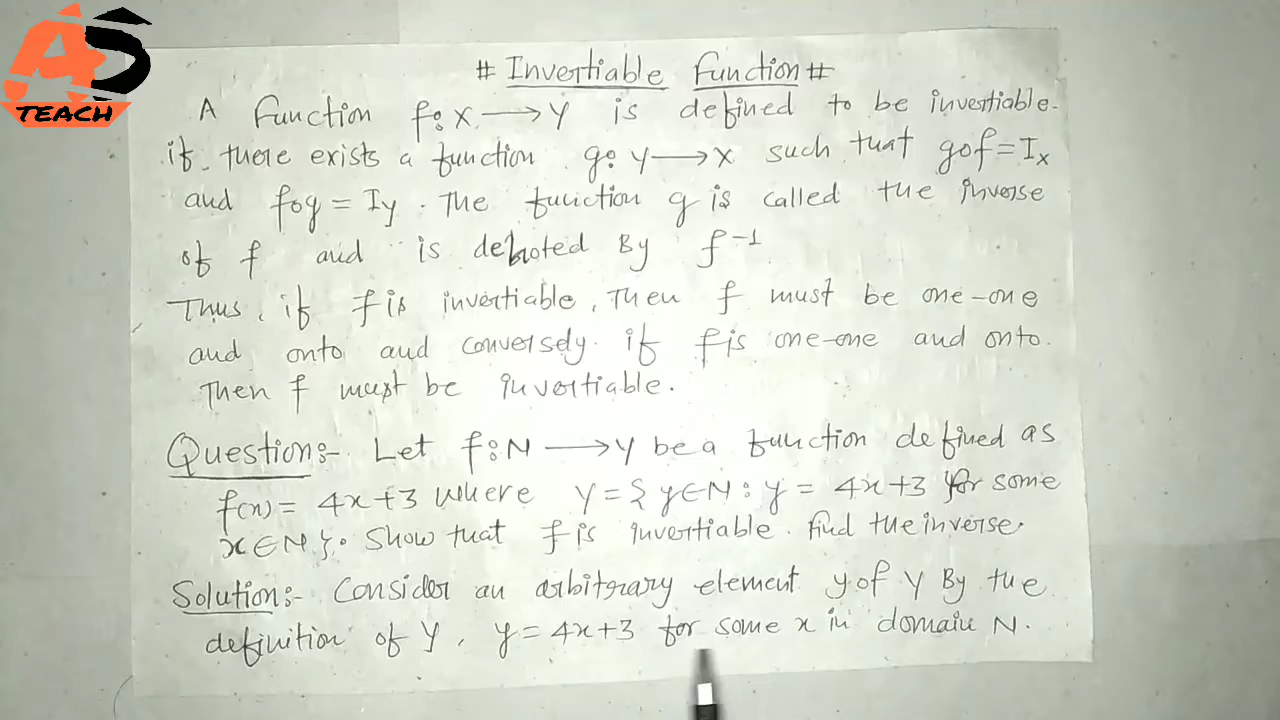 AS
TEACH
# Invertiable Function #
A function f: X → Y is defined to be invertiable.
if there exists a function g: Y → X such that gof = Ix
and fog = Iy. The function g is called the inverse
of f and is denoted By f⁻¹
Thus, if f is invertiable, Then f must be one-one
and onto and conversely if f is one-one and onto.
Then f must be invertiable.
Question:- Let f: N → Y be a function defined as
f(x) = 4x+3 where Y = { y∈N : y = 4x+3 for some
x∈N }. Show that f is invertiable. find the inverse.
Solution:- Consider an arbitrary element y of Y By the
definition of Y, y = 4x+3 for some x in domain N.